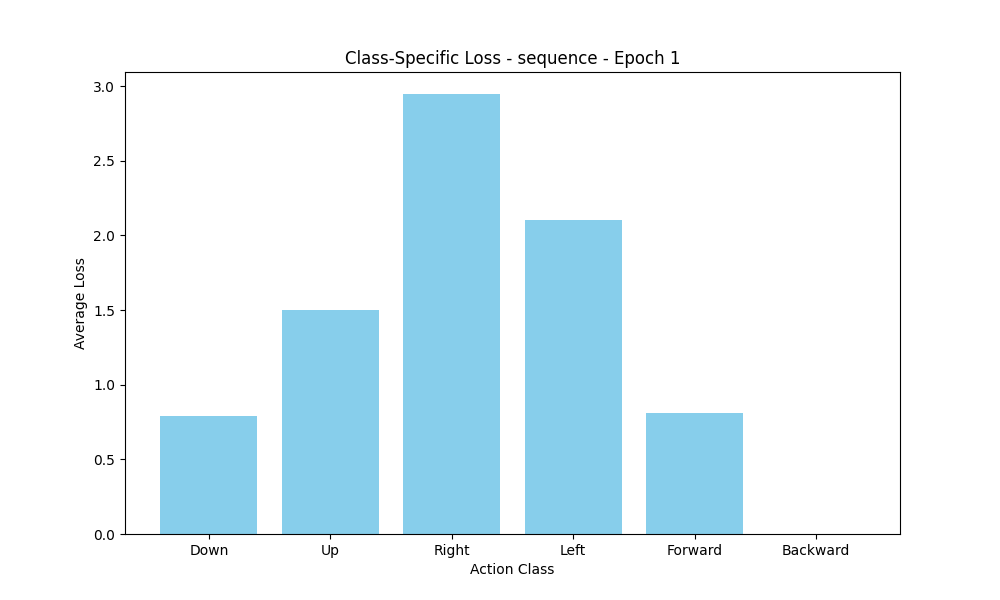 Class-Specific Loss - sequence - Epoch 1
3.0
2.5
2.0
1.5
1.0
0.5
0.0
Average Loss
Down Up Right Left Forward Backward
Action Class